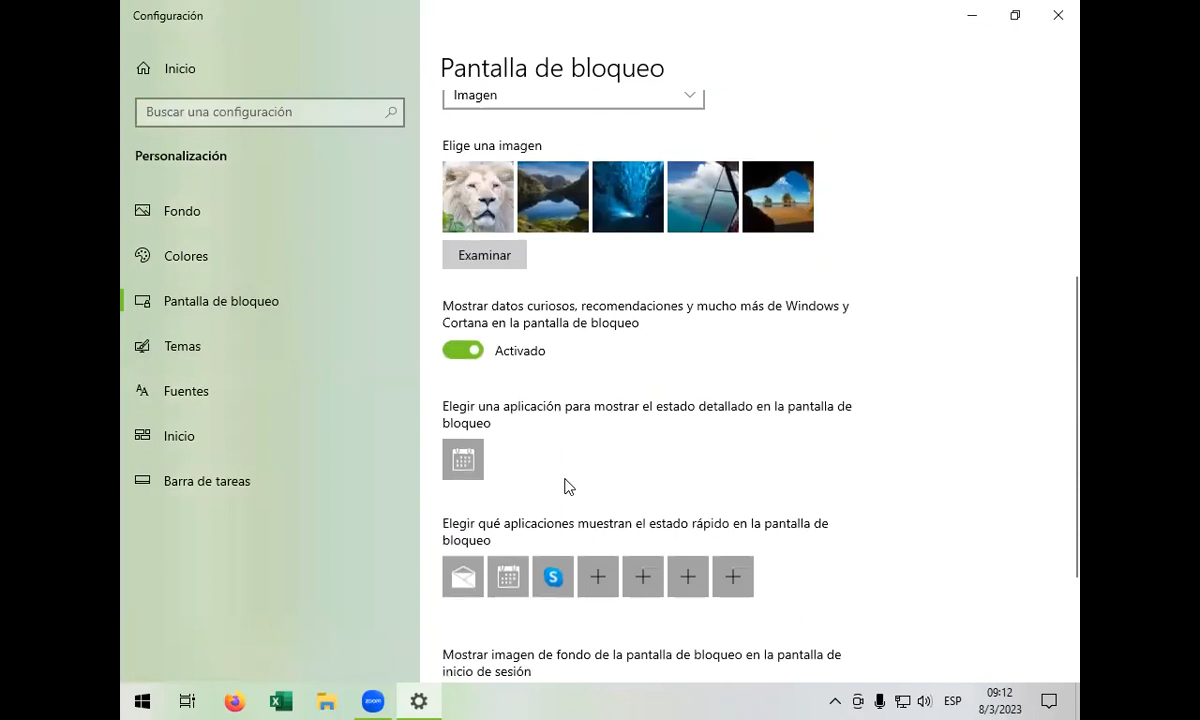 Configuración
Inicio
Buscar una configuración
Personalización
Fondo
Colores
Pantalla de bloqueo
Temas
Fuentes
Inicio
Barra de tareas
Pantalla de bloqueo
Imagen
Elige una imagen
Examinar
Mostrar datos curiosos, recomendaciones y mucho más de Windows y
Cortana en la pantalla de bloqueo
Activado
Elegir una aplicación para mostrar el estado detallado en la pantalla de
bloqueo
Elegir qué aplicaciones muestran el estado rápido en la pantalla de
bloqueo
Mostrar imagen de fondo de la pantalla de bloqueo en la pantalla de
inicio de sesión
zoom
ESP
09:12
8/3/2023